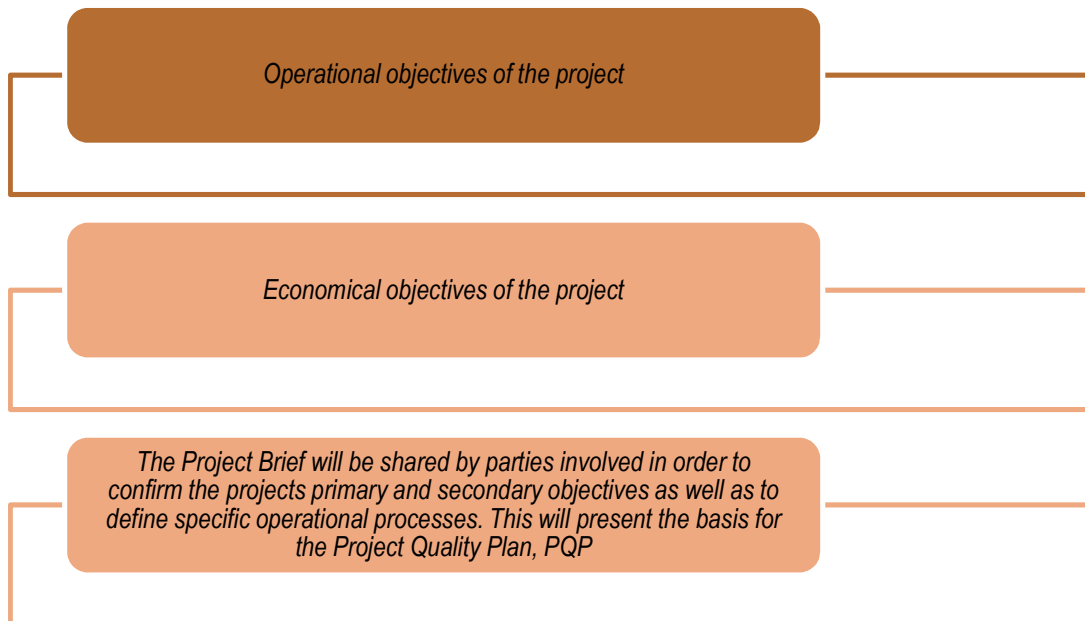 Operational objectives of the project
Economical objectives of the project
The Project Brief will be shared by parties involved in order to
confirm the projects primary and secondary objectives as well as to
define specific operational processes. This will present the basis for
the Project Quality Plan, PQP